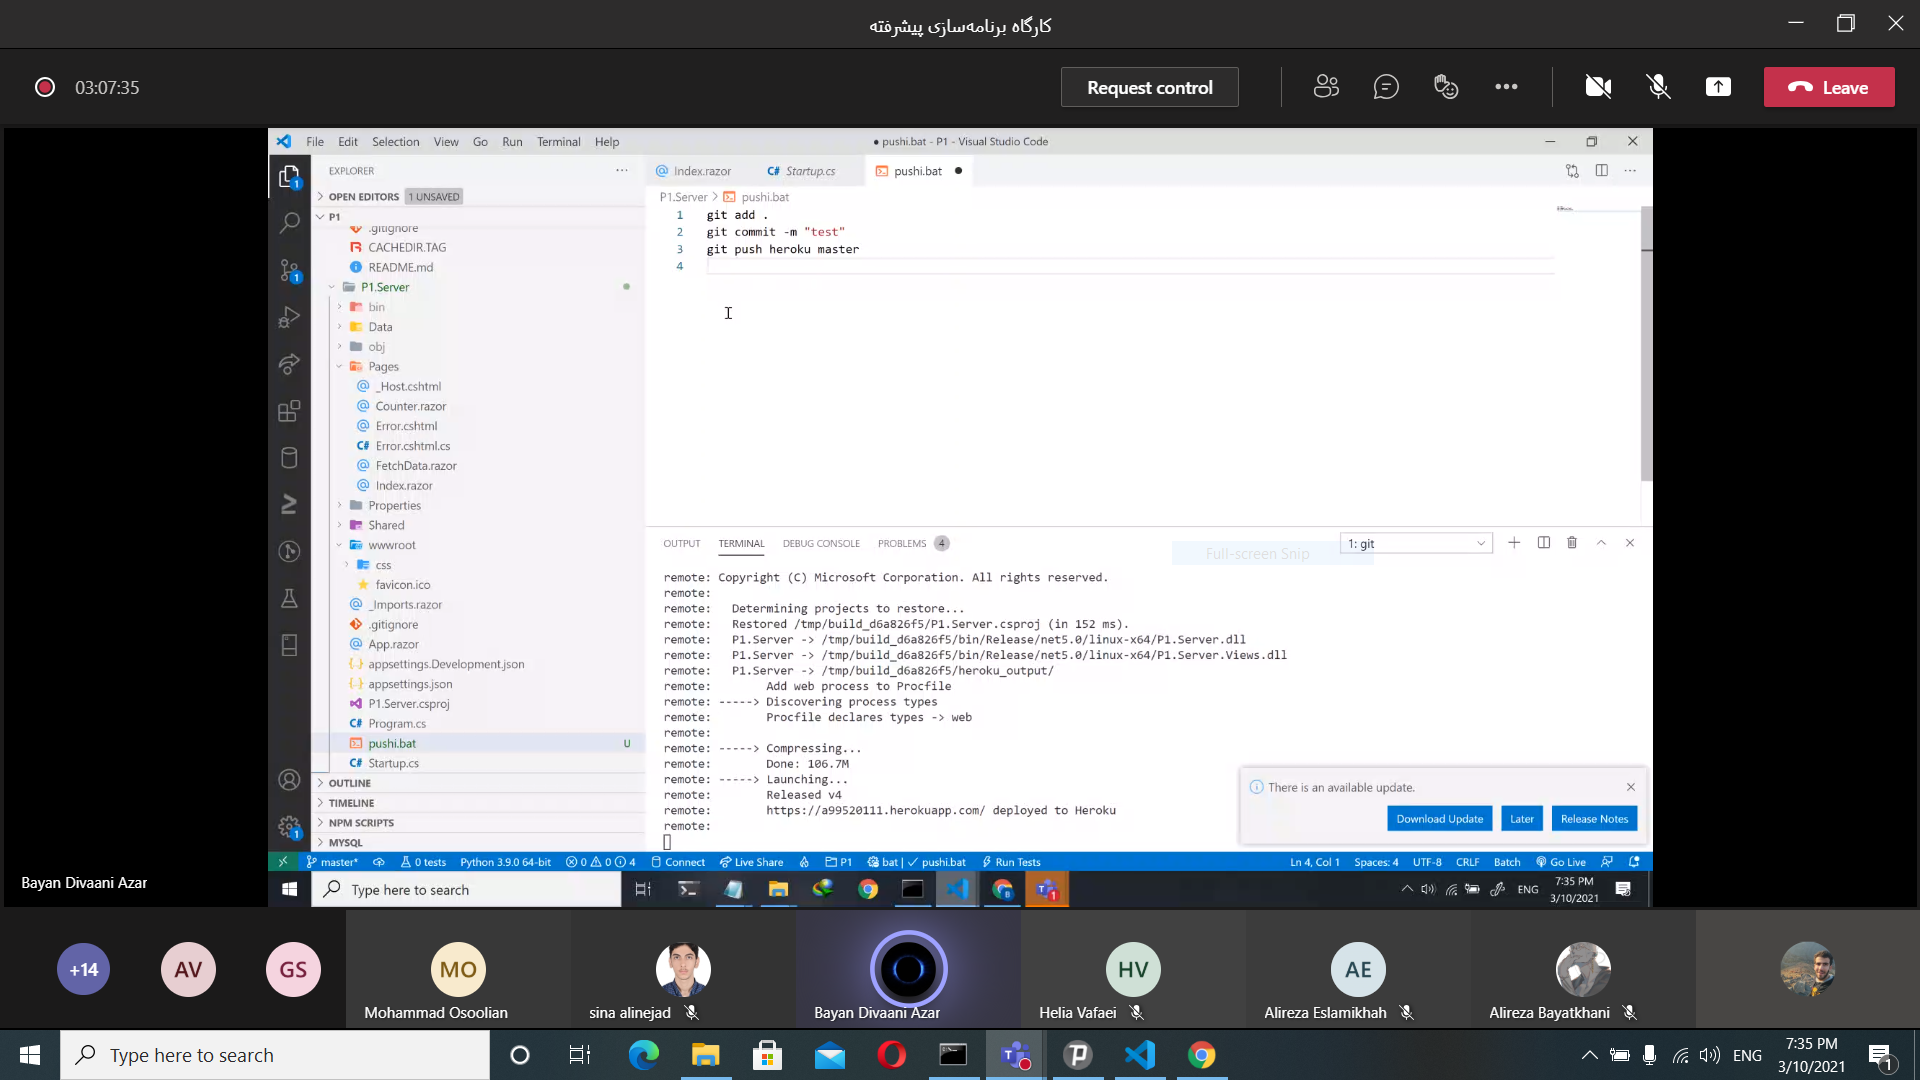 کارگاه برنامه‌سازی پیشرفته
03:07:35
Request control
Leave
File Edit Selection View Go Run Terminal Help
● pushi.bat - P1 - Visual Studio Code
EXPLORER
Index.razor
C# Startup.cs
pushi.bat ●
OPEN EDITORS 1 UNSAVED
P1.Server > pushi.bat
P1
1 git add .
2 git commit -m "test"
3 git push heroku master
4
.gitignore
CACHEDIR.TAG
README.md
P1.Server
bin
Data
obj
Pages
_Host.cshtml
Counter.razor
Error.cshtml
C# Error.cshtml.cs
FetchData.razor
Index.razor
Properties
Shared
wwwroot
css
favicon.ico
_Imports.razor
.gitignore
App.razor
appsettings.Development.json
appsettings.json
P1.Server.csproj
C# Program.cs
pushi.bat U
C# Startup.cs
OUTLINE
TIMELINE
NPM SCRIPTS
MYSQL
OUTPUT TERMINAL DEBUG CONSOLE PROBLEMS 4
Full-screen Snip
1: git
remote: Copyright (C) Microsoft Corporation. All rights reserved.
remote:
remote: Determining projects to restore...
remote: Restored /tmp/build_d6a826f5/P1.Server.csproj (in 152 ms).
remote: P1.Server -> /tmp/build_d6a826f5/bin/Release/net5.0/linux-x64/P1.Server.dll
remote: P1.Server -> /tmp/build_d6a826f5/bin/Release/net5.0/linux-x64/P1.Server.Views.dll
remote: P1.Server -> /tmp/build_d6a826f5/heroku_output/
remote: Add web process to Procfile
remote: -----> Discovering process types
remote: Procfile declares types -> web
remote:
remote: -----> Compressing...
remote: Done: 106.7M
remote: -----> Launching...
remote: Released v4
remote: https://a99520111.herokuapp.com/ deployed to Heroku
remote:
There is an available update.
Download Update Later Release Notes
master* 0 tests Python 3.9.0 64-bit 0 0 4 Connect Live Share P1 bat | ✓ pushi.bat Run Tests
Ln 4, Col 1 Spaces: 4 UTF-8 CRLF Batch Go Live
Type here to search
ENG
7:35 PM
3/10/2021
Bayan Divaani Azar
+14
AV
GS
MO
Mohammad Osoolian
sina alinejad
Bayan Divaani Azar
HV
Helia Vafaei
AE
Alireza Eslamikhah
Alireza Bayatkhani
Type here to search
ENG
7:35 PM
3/10/2021
1